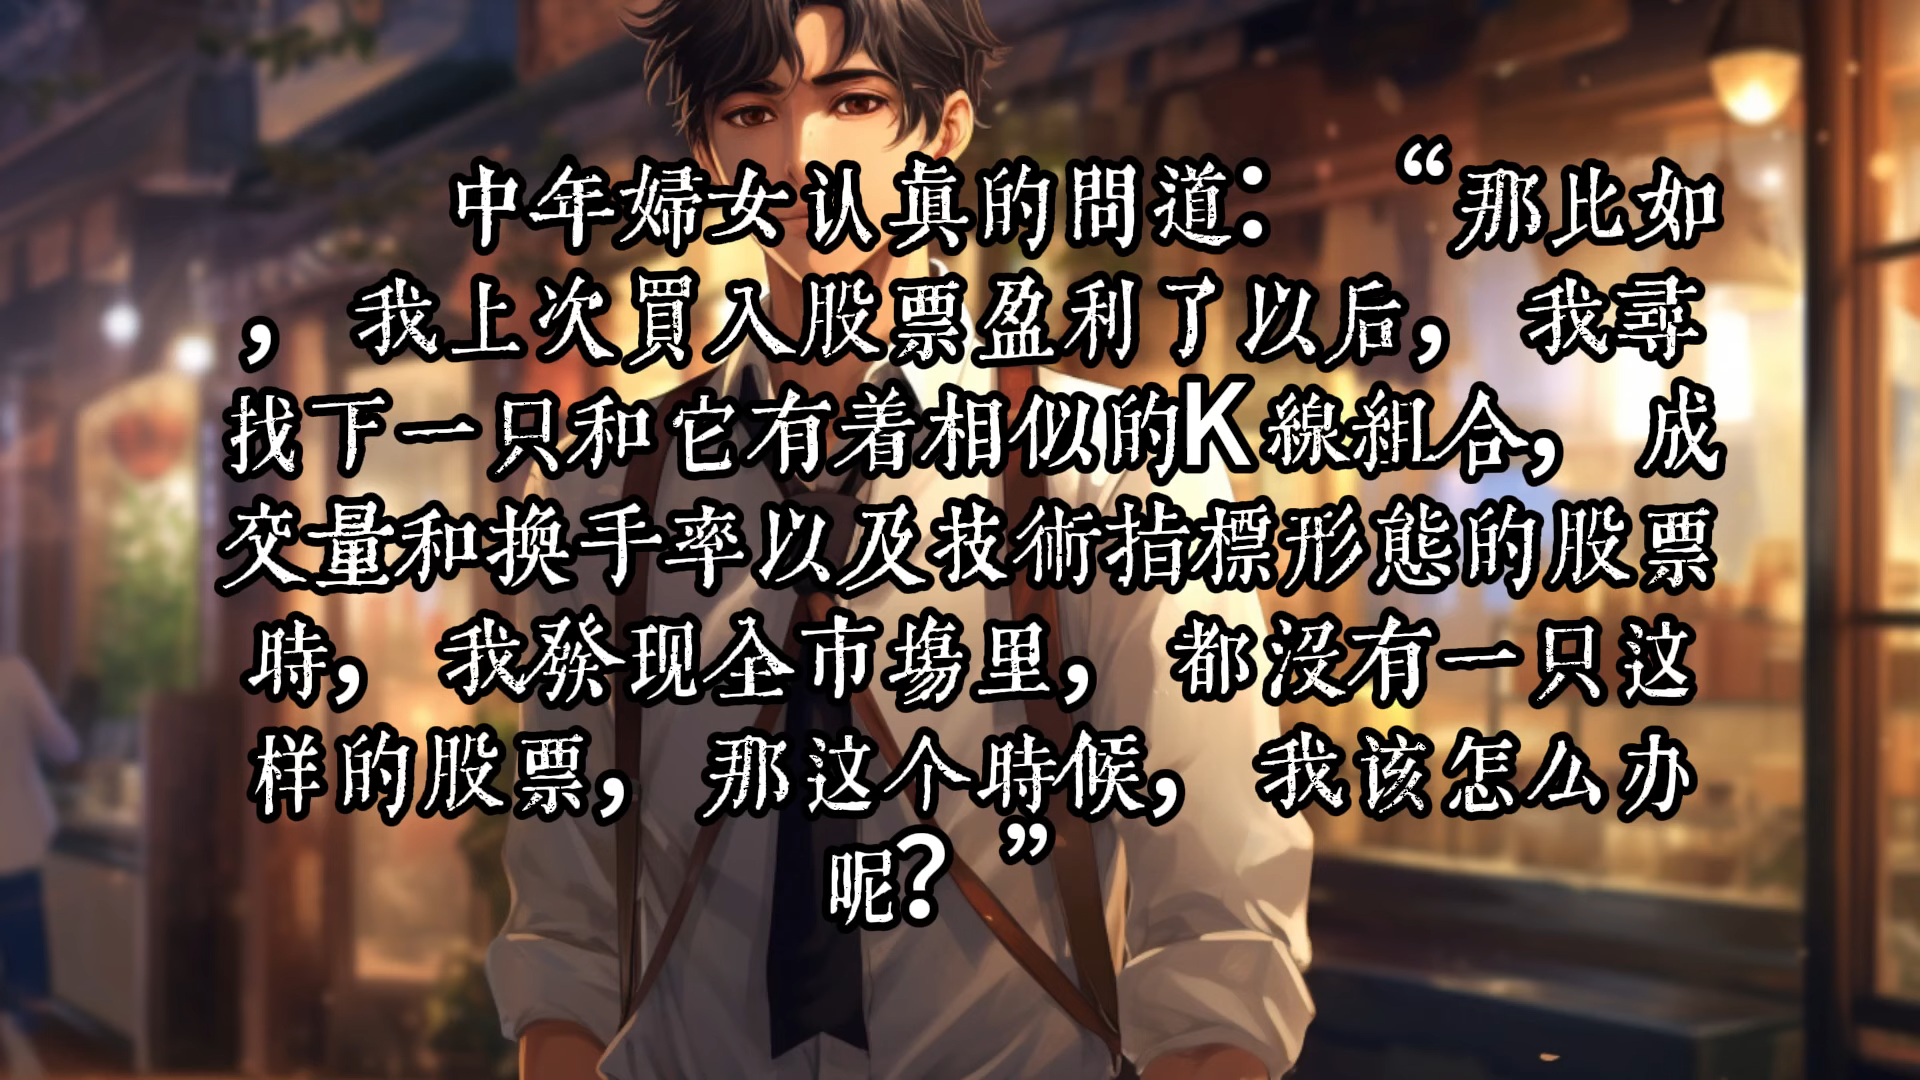 中年婦女认真的問道：“那比如
，我上次買入股票盈利了以后，我尋
找下一只和它有着相似的K線組合，成
交量和換手率以及技術指標形態的股票
時，我發现全市場里，都沒有一只这
样的股票，那这个時候，我该怎么办
呢？”